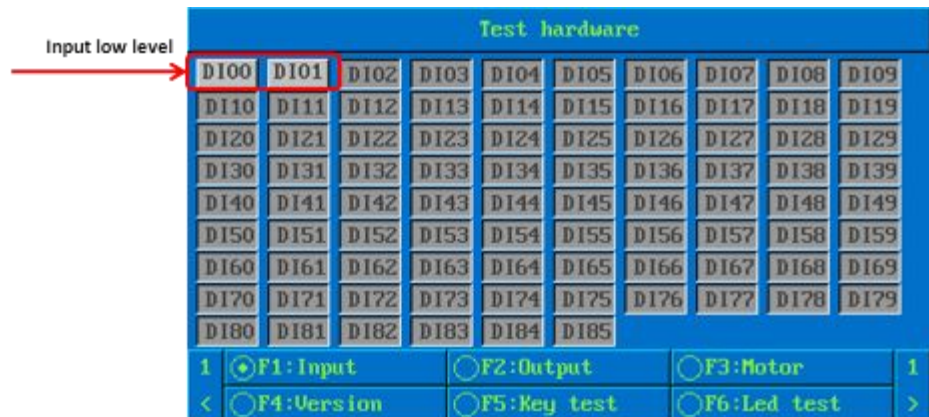 Test hardware
Input low level
DI00 DI01 DI02 DI03 DI04 DI05 DI06 DI07 DI08 DI09
DI10 DI11 DI12 DI13 DI14 DI15 DI16 DI17 DI18 DI19
DI20 DI21 DI22 DI23 DI24 DI25 DI26 DI27 DI28 DI29
DI30 DI31 DI32 DI33 DI34 DI35 DI36 DI37 DI38 DI39
DI40 DI41 DI42 DI43 DI44 DI45 DI46 DI47 DI48 DI49
DI50 DI51 DI52 DI53 DI54 DI55 DI56 DI57 DI58 DI59
DI60 DI61 DI62 DI63 DI64 DI65 DI66 DI67 DI68 DI69
DI70 DI71 DI72 DI73 DI74 DI75 DI76 DI77 DI78 DI79
DI80 DI81 DI82 DI83 DI84 DI85
1 F1:Input F2:Output F3:Motor 1
< F4:Version F5:Key test F6:Led test >